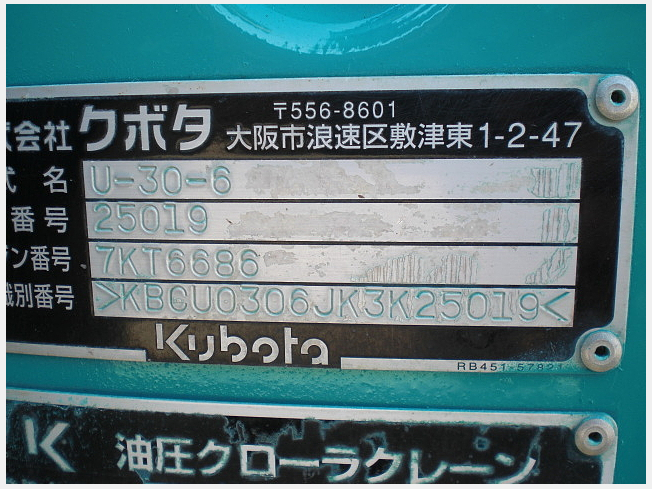 式会社 クボタ 〒556-8601
大阪市浪速区敷津東1-2-47
式 名 U-30-6
番号 25019
ン番号 7KT6686
識別番号 >KBCU0306JK3K25019<
Kubota
RB451-5782
K 油圧クローラクレーン